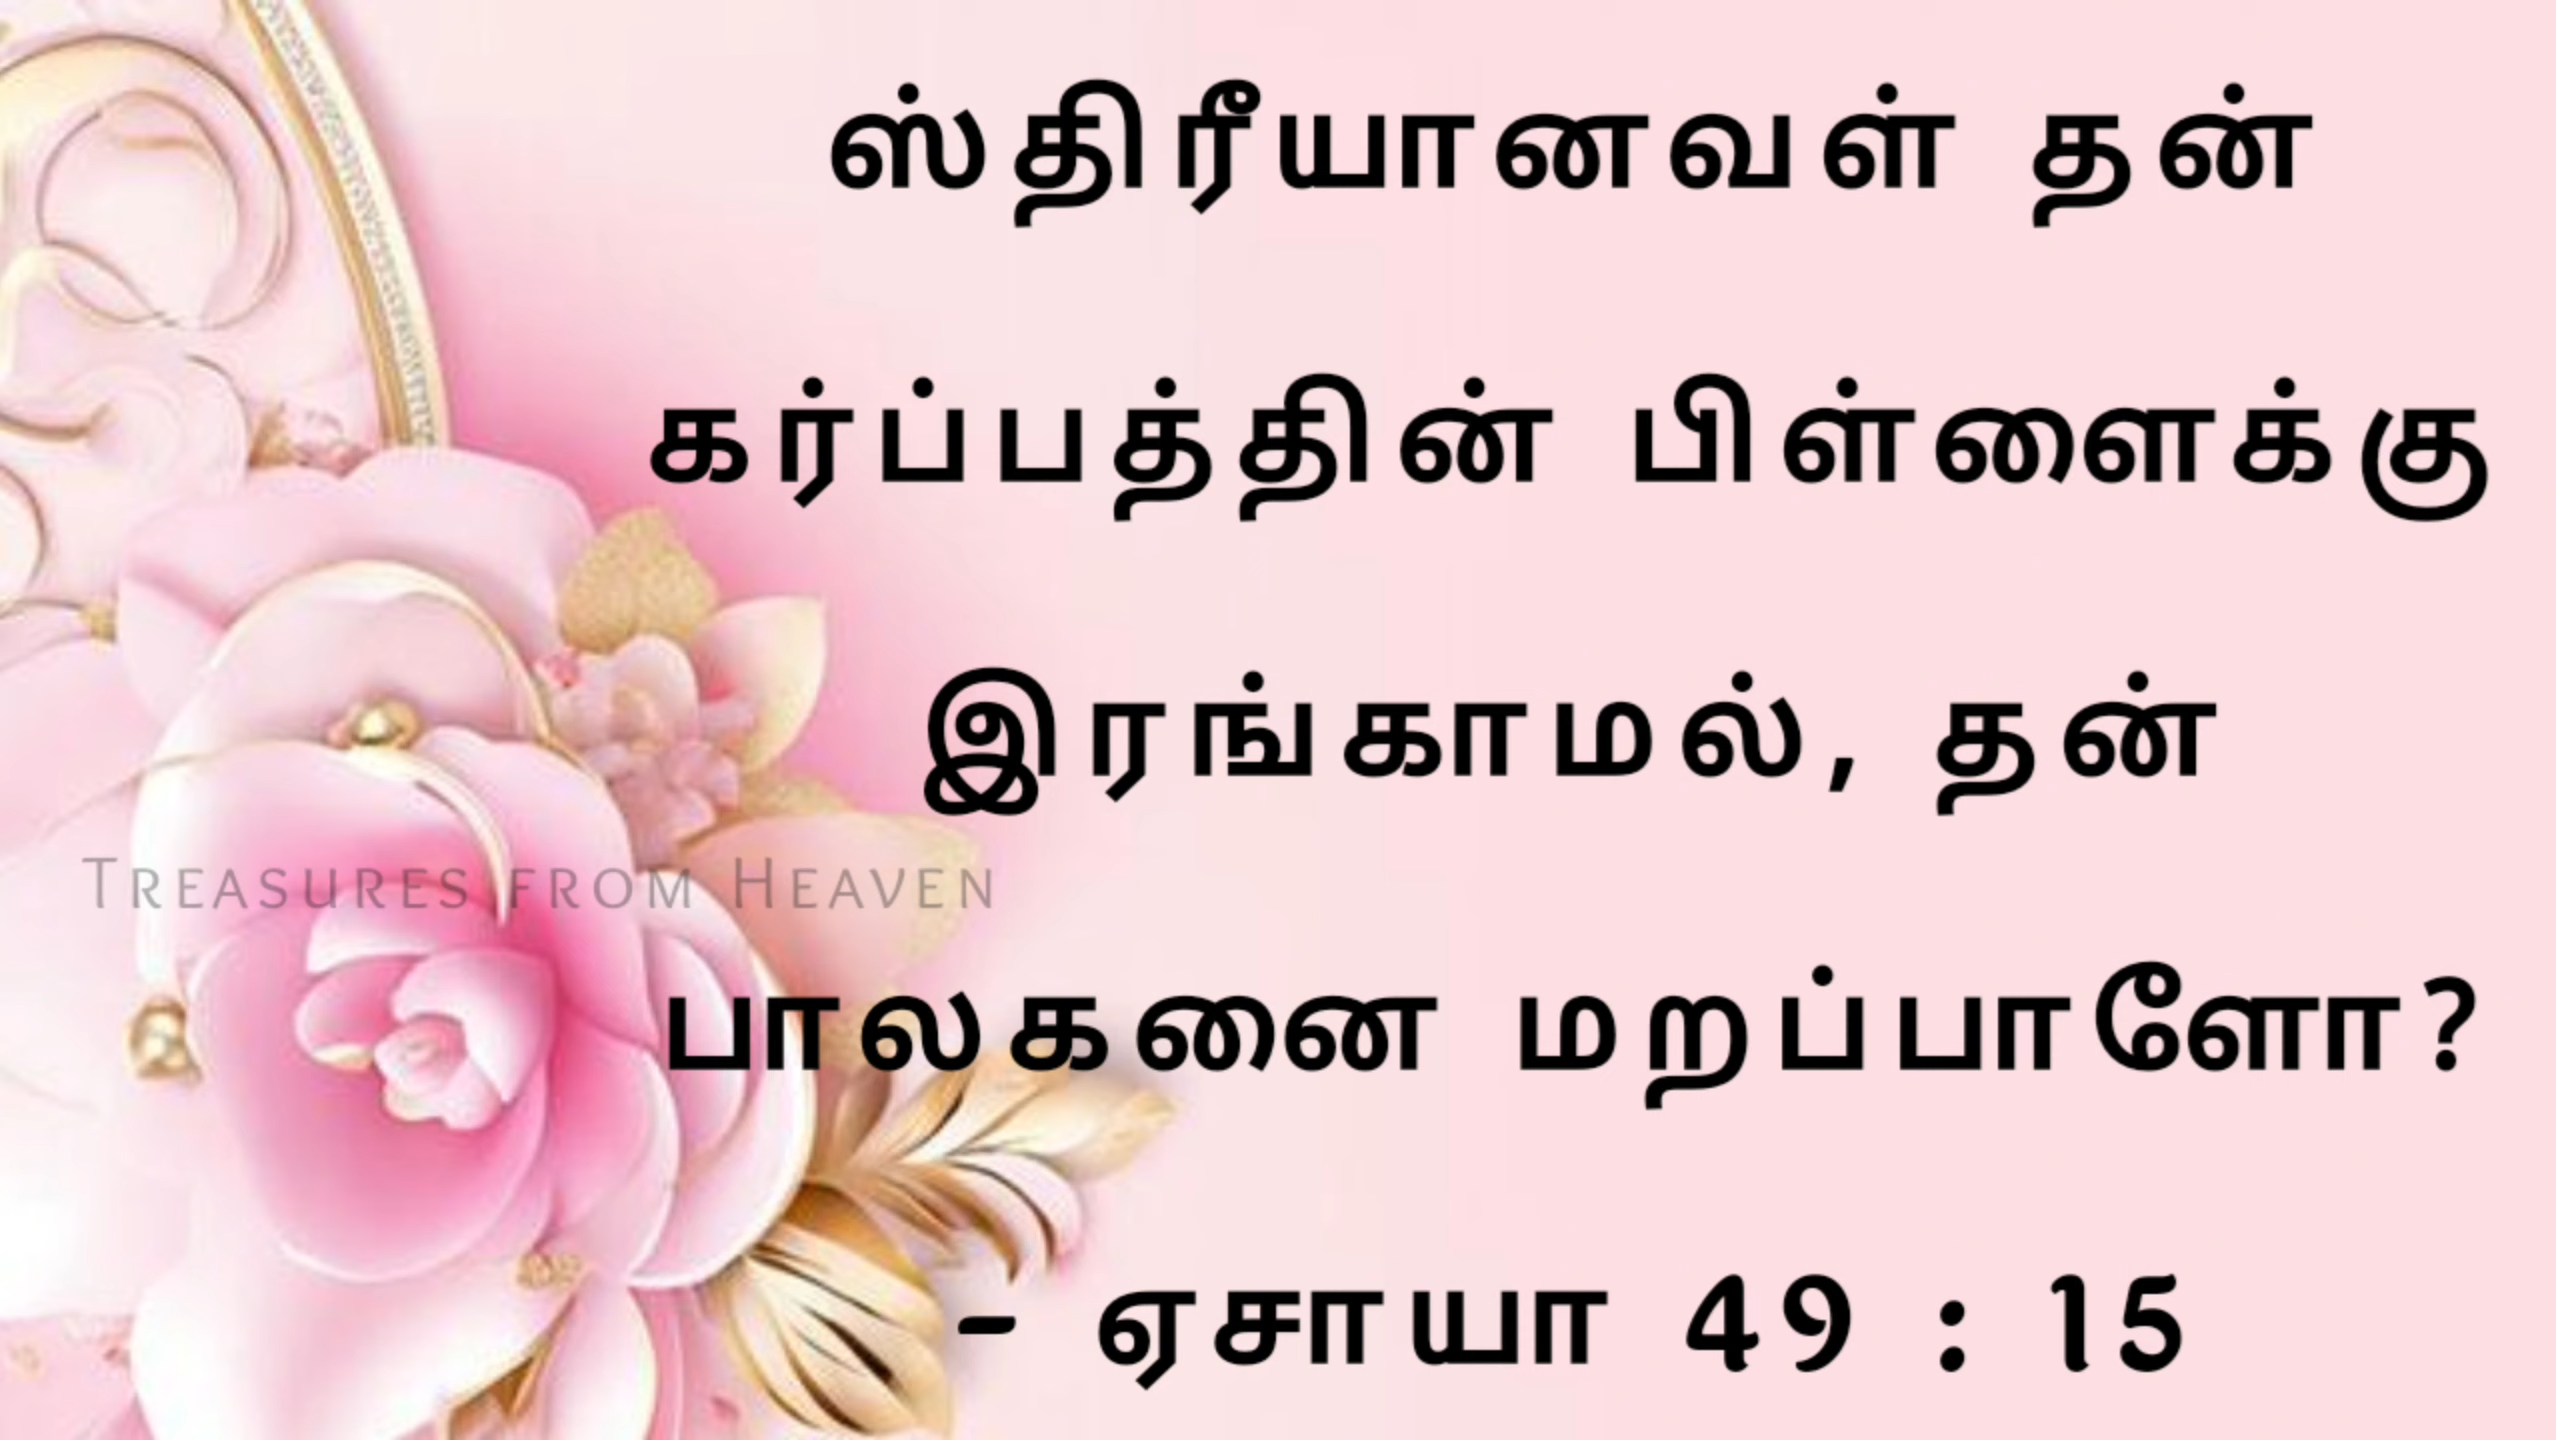 ஸ்திரீயானவள் தன்
கர்ப்பத்தின் பிள்ளைக்கு
இரங்காமல், தன்
TREASURES FROM HEAVEN
பாலகனை மறப்பாளோ?
- ஏசாயா 49 : 15